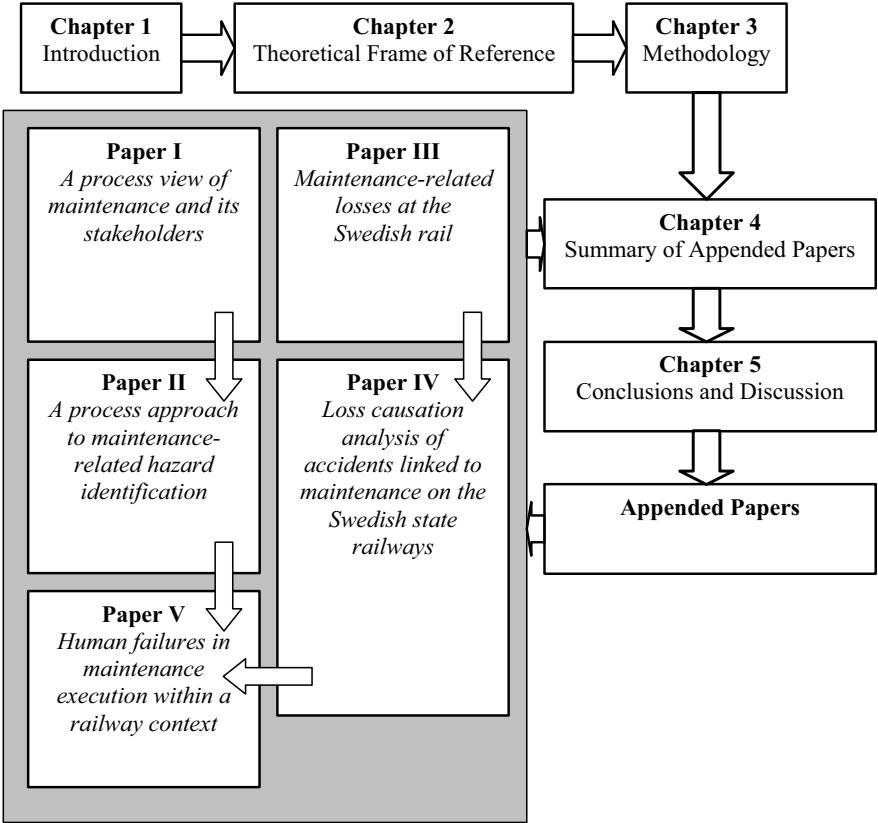 Chapter 1
Introduction
Chapter 2
Theoretical Frame of Reference
Chapter 3
Methodology
Paper I
A process view of
maintenance and its
stakeholders
Paper III
Maintenance-related
losses at the
Swedish rail
Chapter 4
Summary of Appended Papers
Paper II
A process approach
to maintenance-
related hazard
identification
Paper IV
Loss causation
analysis of
accidents linked to
maintenance on the
Swedish state
railways
Chapter 5
Conclusions and Discussion
Appended Papers
Paper V
Human failures in
maintenance
execution within a
railway context